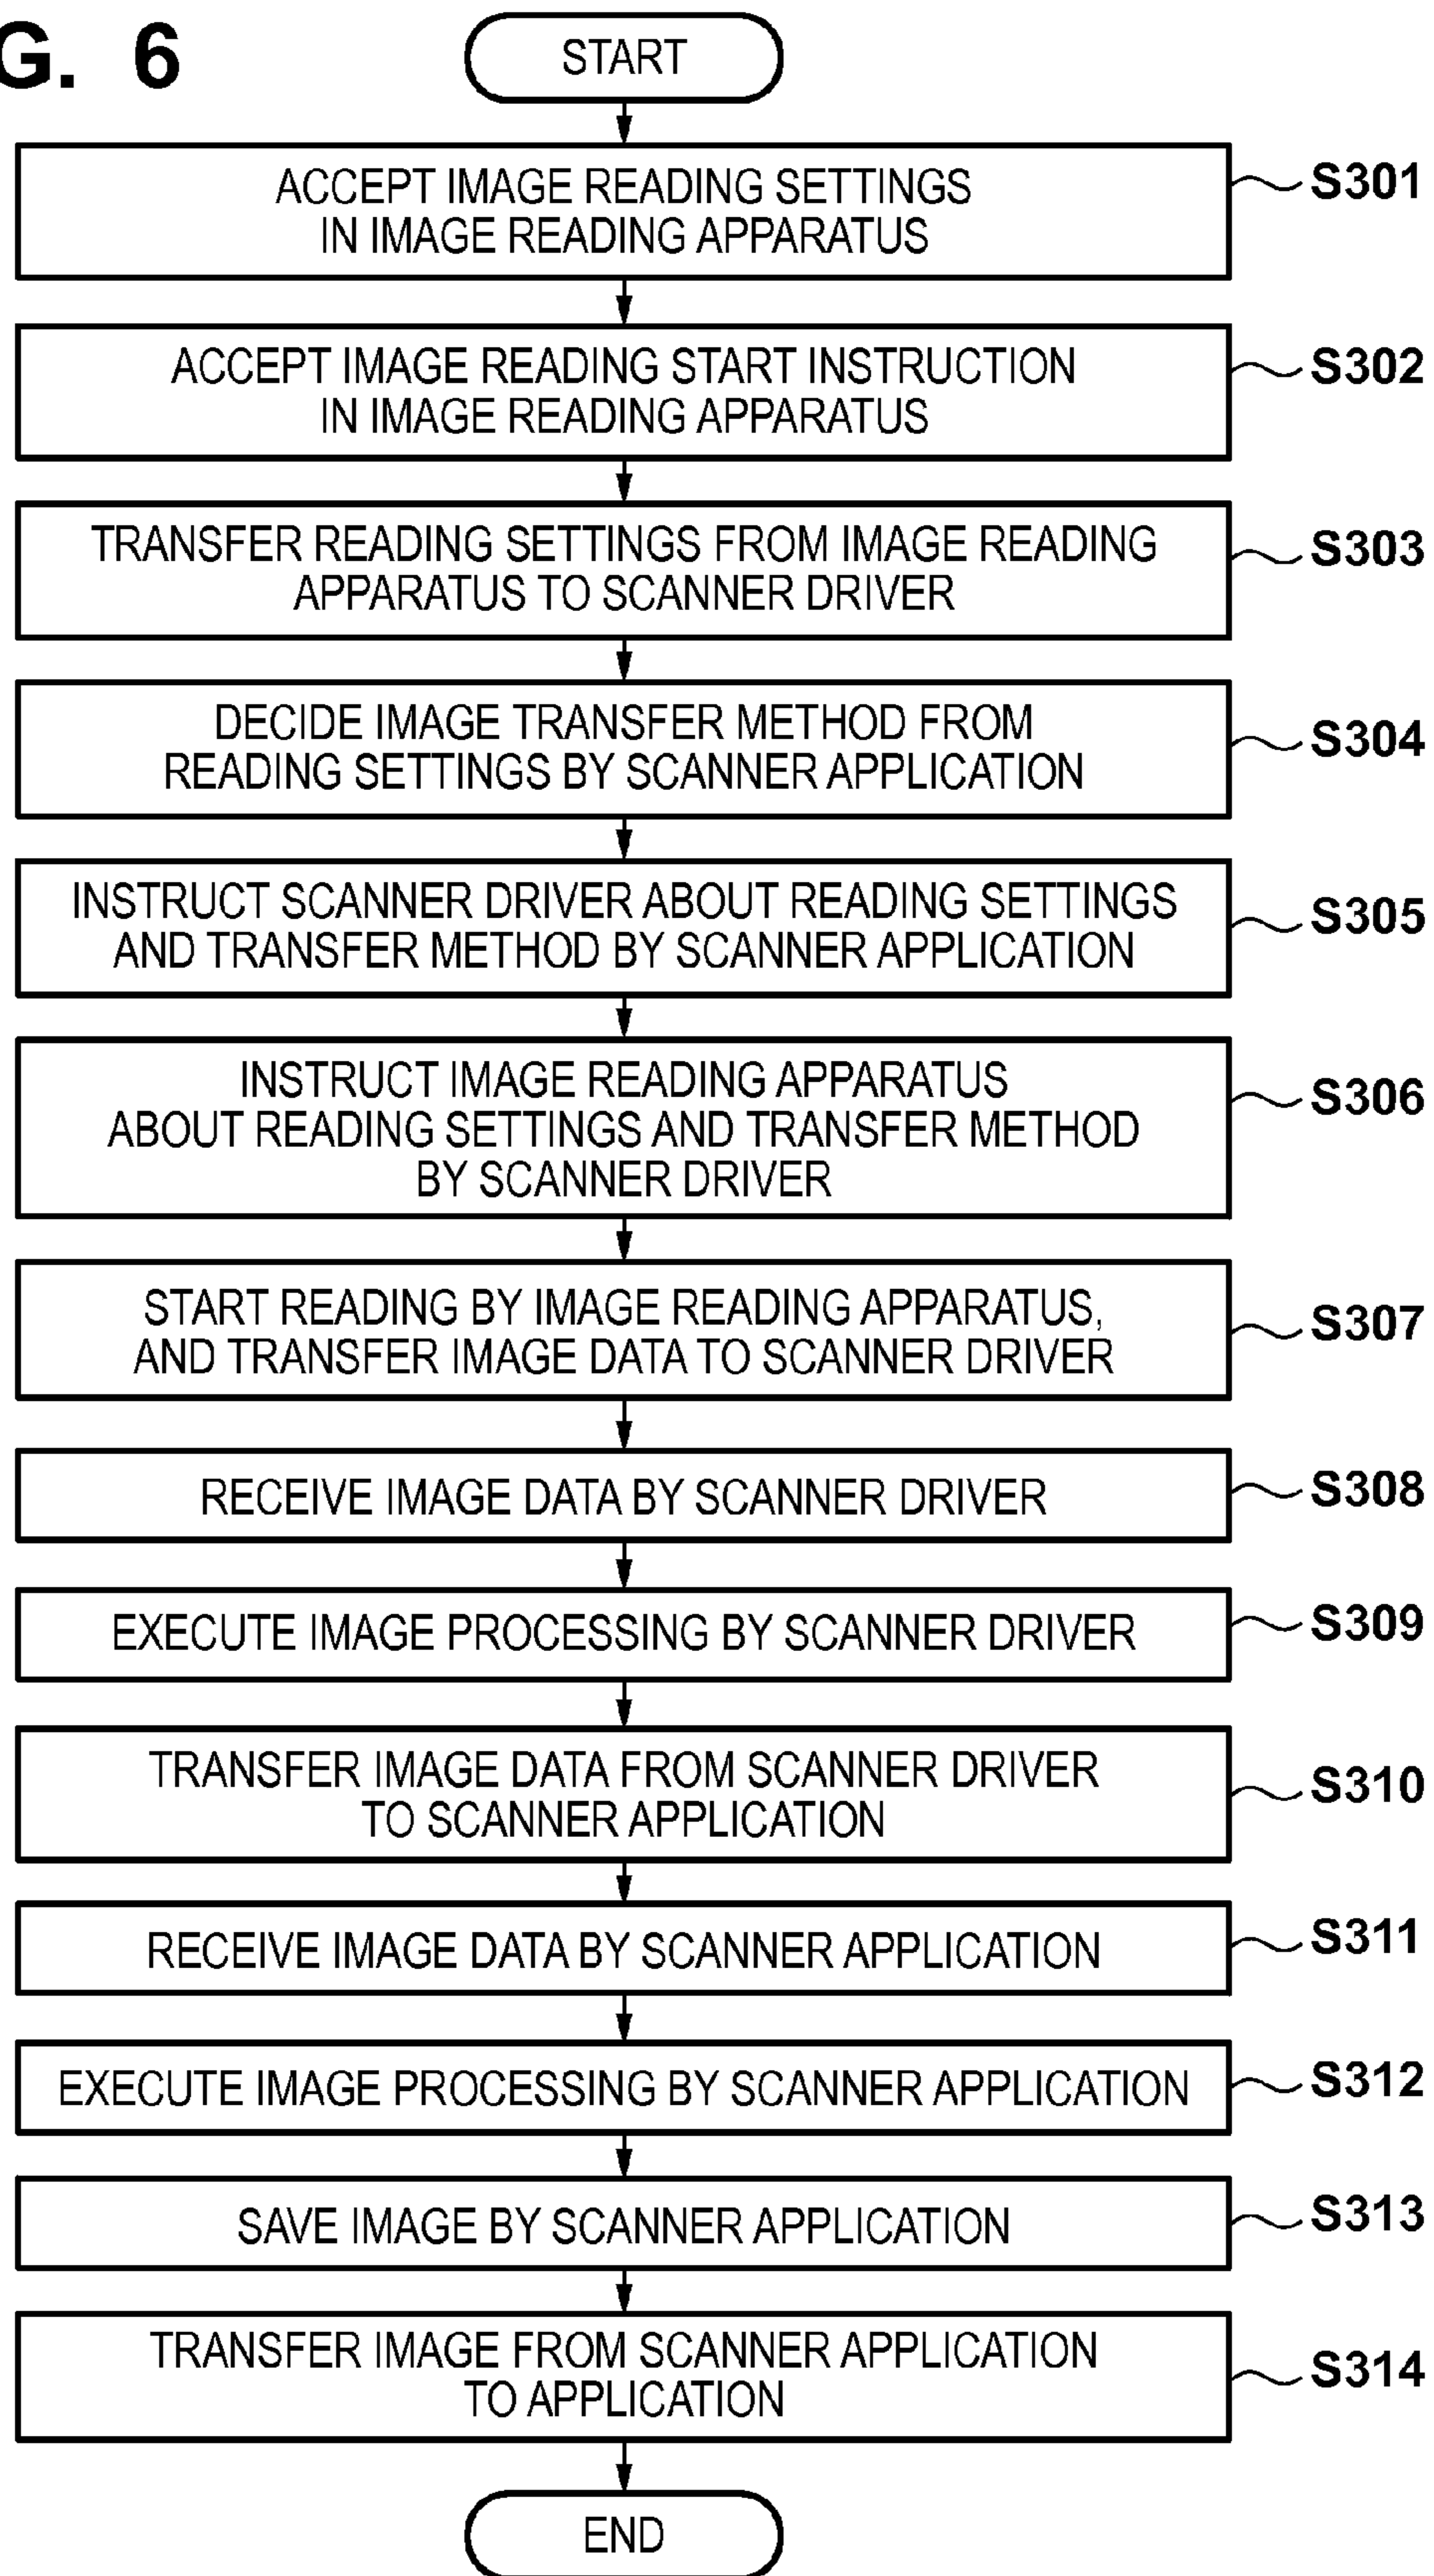 G. 6
START
ACCEPT IMAGE READING SETTINGS
IN IMAGE READING APPARATUS
S301
ACCEPT IMAGE READING START INSTRUCTION
IN IMAGE READING APPARATUS
S302
TRANSFER READING SETTINGS FROM IMAGE READING
APPARATUS TO SCANNER DRIVER
S303
DECIDE IMAGE TRANSFER METHOD FROM
READING SETTINGS BY SCANNER APPLICATION
S304
INSTRUCT SCANNER DRIVER ABOUT READING SETTINGS
AND TRANSFER METHOD BY SCANNER APPLICATION
S305
INSTRUCT IMAGE READING APPARATUS
ABOUT READING SETTINGS AND TRANSFER METHOD
BY SCANNER DRIVER
S306
START READING BY IMAGE READING APPARATUS,
AND TRANSFER IMAGE DATA TO SCANNER DRIVER
S307
RECEIVE IMAGE DATA BY SCANNER DRIVER
S308
EXECUTE IMAGE PROCESSING BY SCANNER DRIVER
S309
TRANSFER IMAGE DATA FROM SCANNER DRIVER
TO SCANNER APPLICATION
S310
RECEIVE IMAGE DATA BY SCANNER APPLICATION
S311
EXECUTE IMAGE PROCESSING BY SCANNER APPLICATION
S312
SAVE IMAGE BY SCANNER APPLICATION
S313
TRANSFER IMAGE FROM SCANNER APPLICATION
TO APPLICATION
S314
END